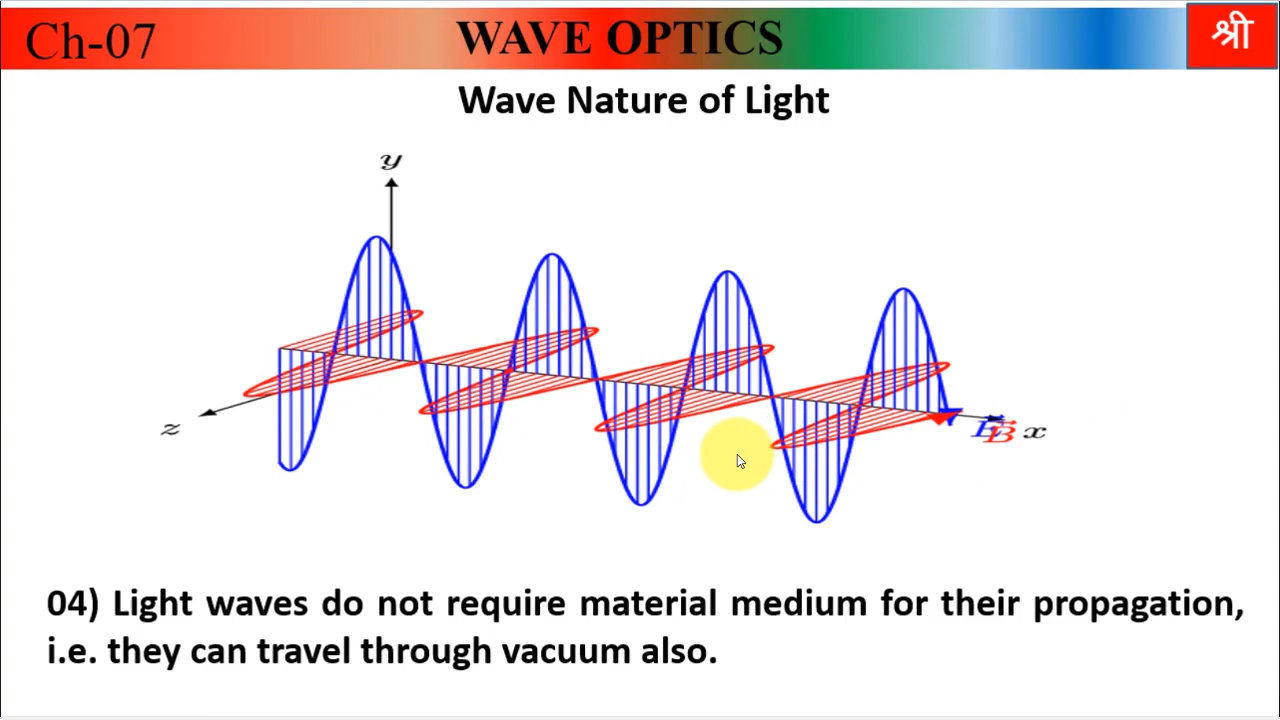 Ch-07
WAVE OPTICS
श्री
Wave Nature of Light
y
z
E
B
x
04) Light waves do not require material medium for their propagation,
i.e. they can travel through vacuum also.